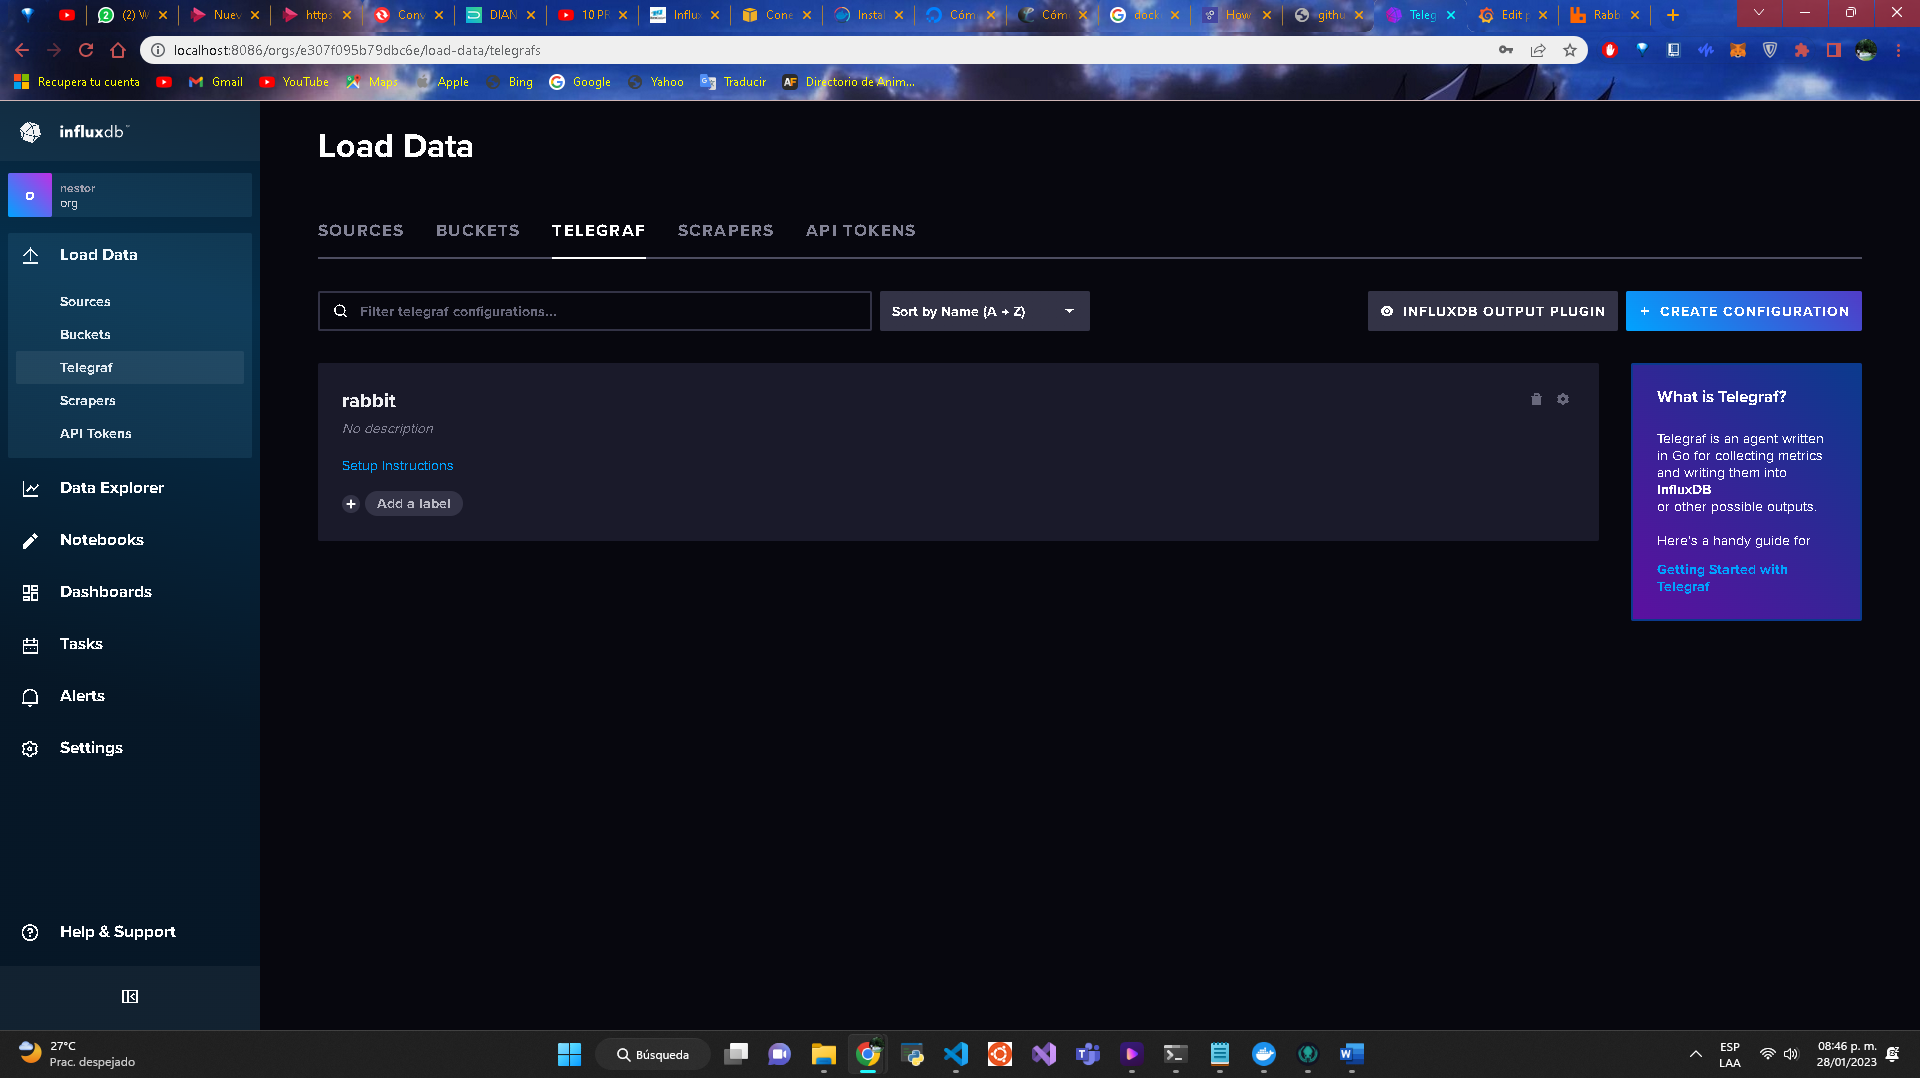 (2) W
Nuev
https
Conv
DIAN
10 PR
Influx
Cone
Instal
Cóm
Cóm
dock
How
githu
Teleg
Edit p
Rabb
localhost:8086/orgs/e307f095b79dbc6e/load-data/telegrafs
Recupera tu cuenta
Gmail
YouTube
Maps
Apple
Bing
Google
Yahoo
Traducir
AF Directorio de Anim...
influxdb™
Load Data
o
nestor
org
SOURCES
BUCKETS
TELEGRAF
SCRAPERS
API TOKENS
Load Data
Sources
Buckets
Telegraf
Scrapers
API Tokens
Data Explorer
Notebooks
Dashboards
Tasks
Alerts
Settings
Help & Support
Filter telegraf configurations...
Sort by Name (A → Z)
INFLUXDB OUTPUT PLUGIN
+ CREATE CONFIGURATION
rabbit
No description
Setup Instructions
+ Add a label
What is Telegraf?
Telegraf is an agent written
in Go for collecting metrics
and writing them into
InfluxDB
or other possible outputs.
Here's a handy guide for
Getting Started with
Telegraf
27°C
Prac. despejado
Búsqueda
ESP
LAA
08:46 p. m.
28/01/2023